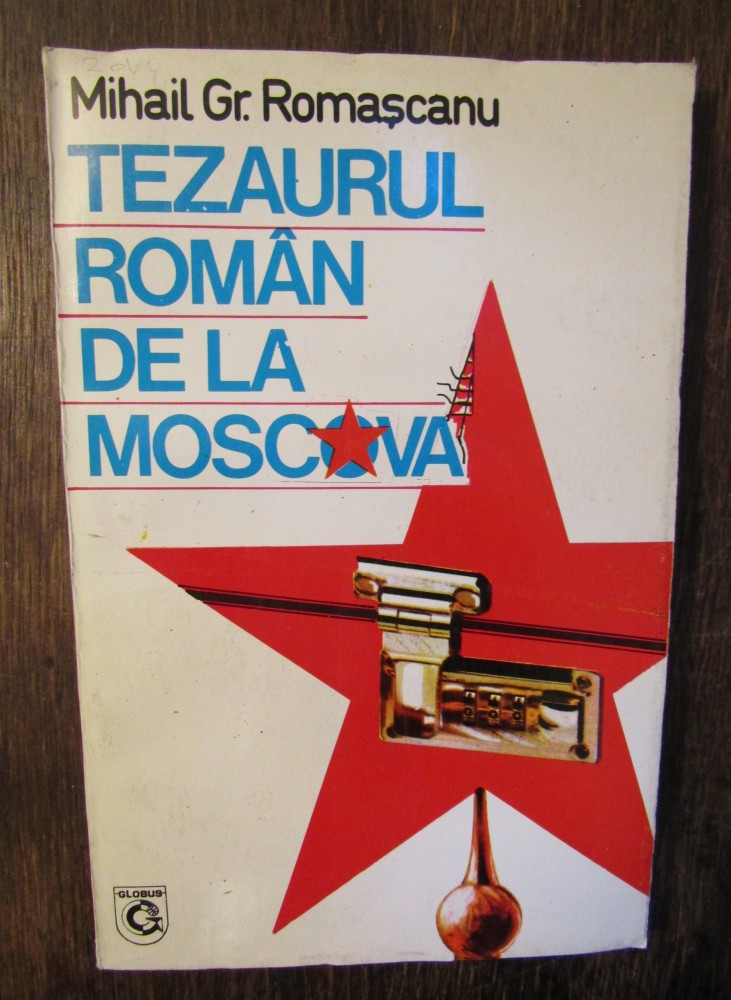 Mihail Gr. Romașcanu
TEZAURUL
ROMÂN
DE LA
MOSCOVA
GLOBUS